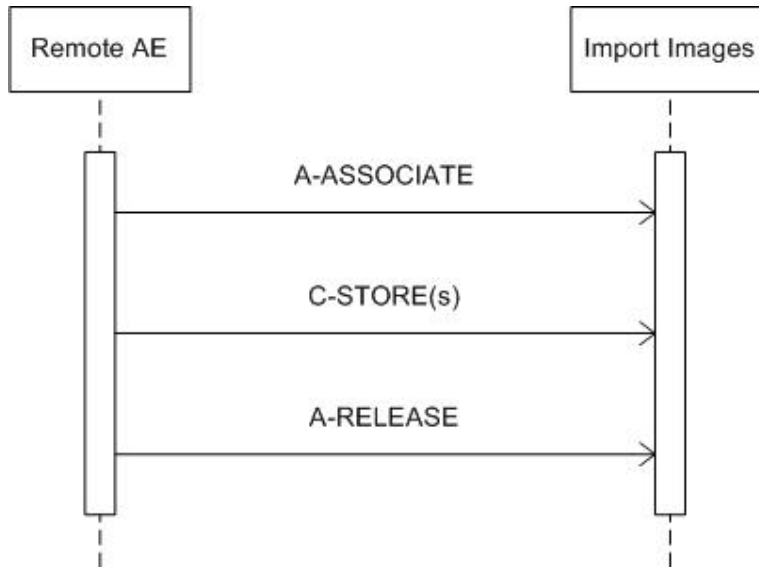 Remote AE
Import Images
A-ASSOCIATE
C-STORE(s)
A-RELEASE